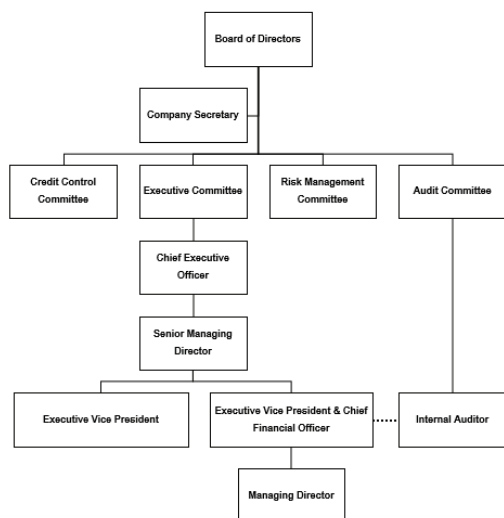 Board of Directors
Company Secretary
Credit Control
Committee
Executive Committee
Risk Management
Committee
Audit Committee
Chief Executive
Officer
Senior Managing
Director
Executive Vice President
Executive Vice President & Chief
Financial Officer
Internal Auditor
Managing Director